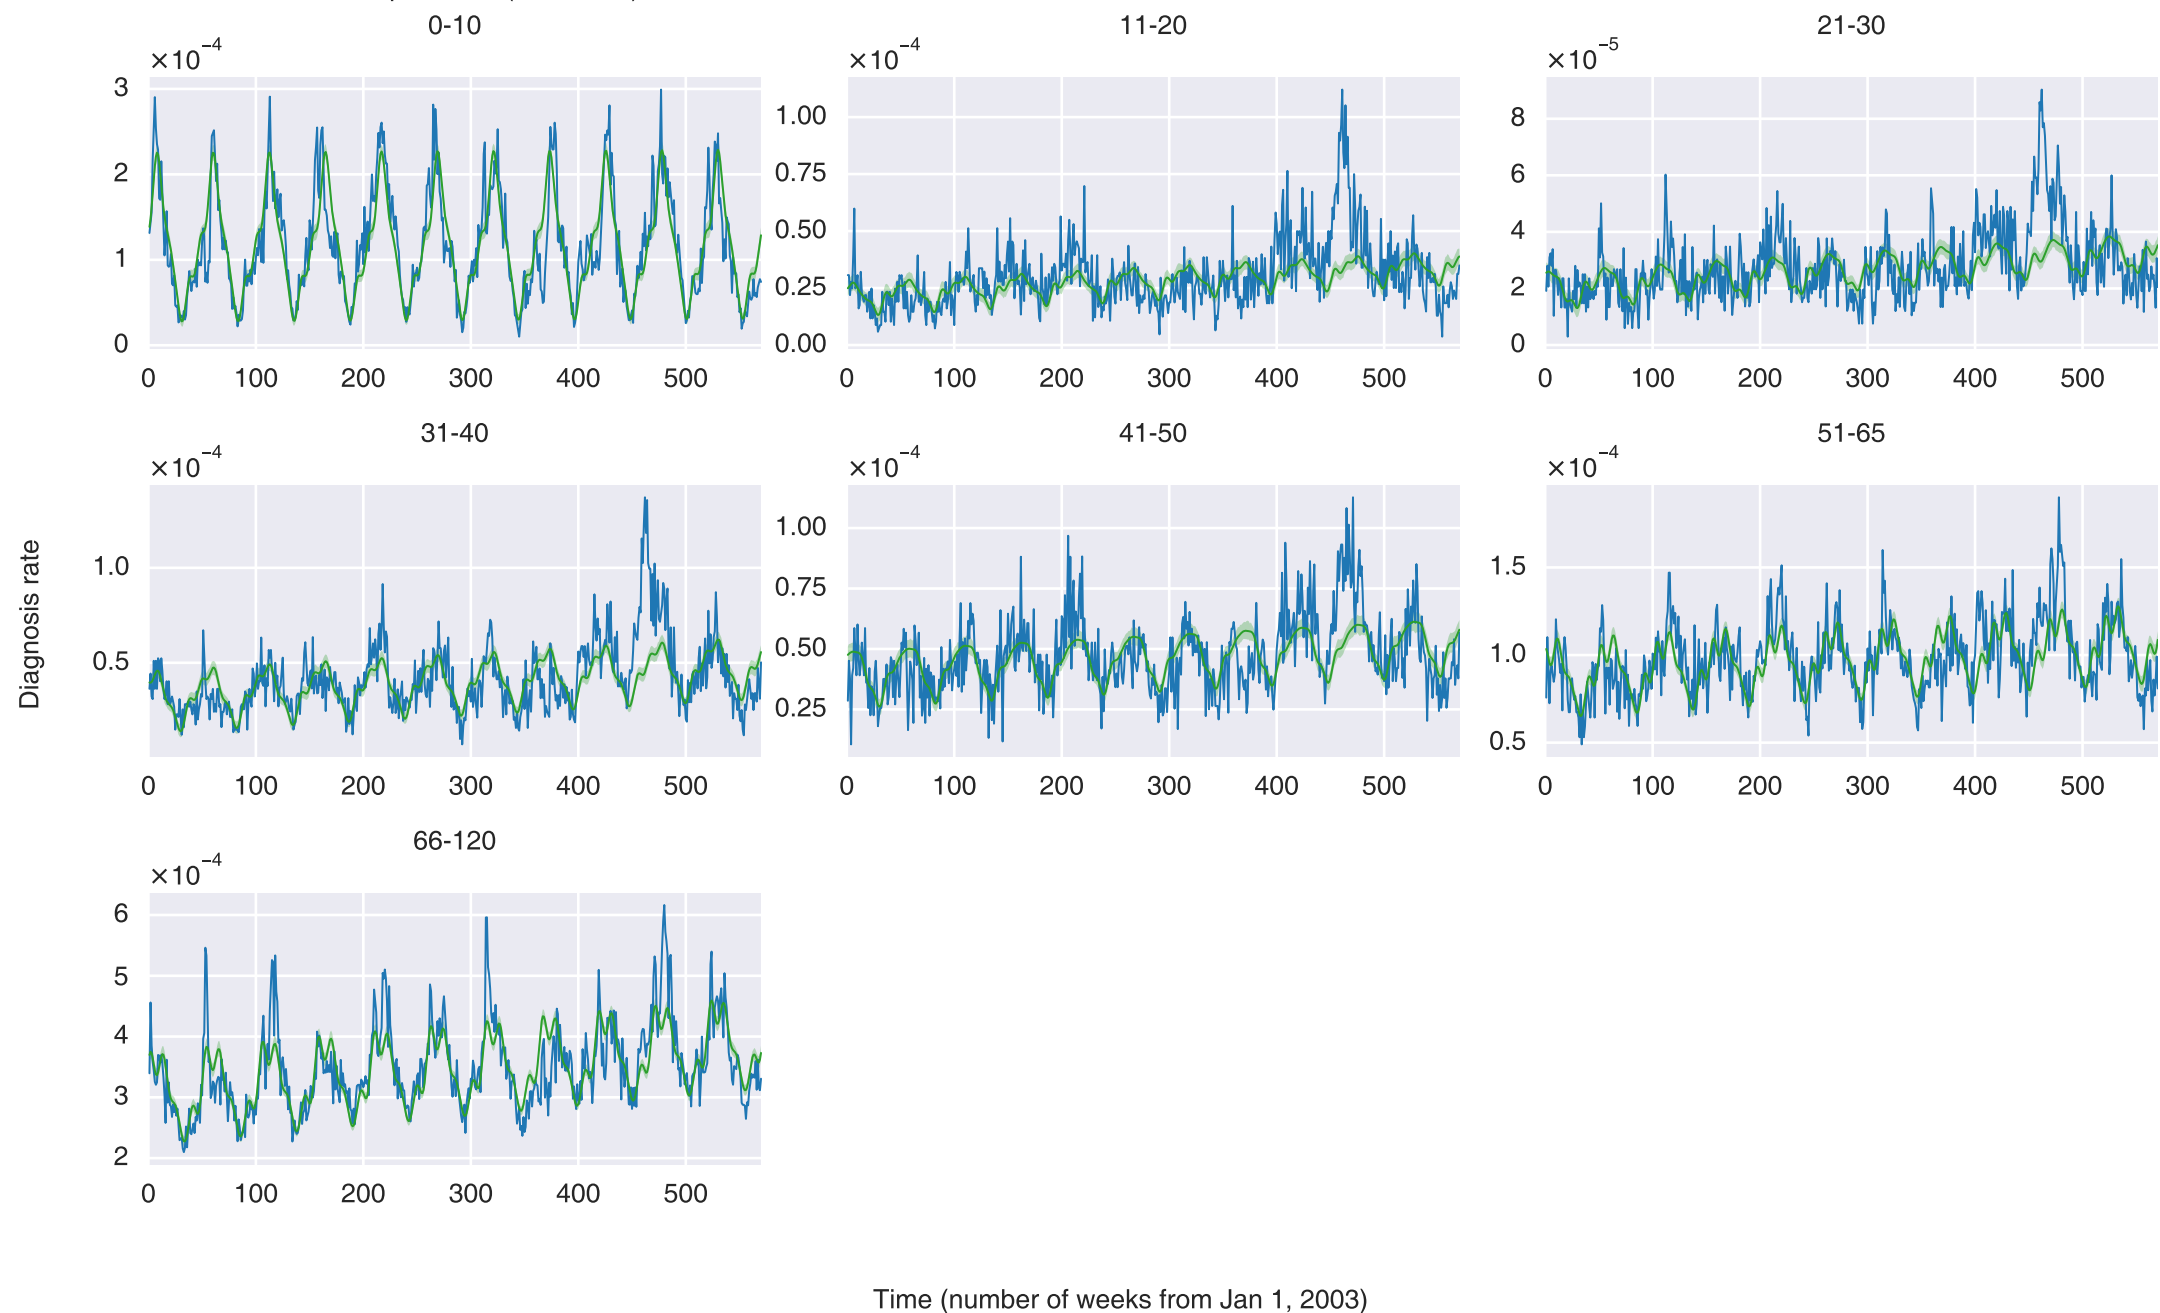 0-10 11-20 21-30
×10⁻⁴ ×10⁻⁴ ×10⁻⁵
3 2 1 0
1.00 0.75 0.50 0.25 0.00
8 6 4 2 0
0 100 200 300 400 500 0 100 200 300 400 500 0 100 200 300 400 500
31-40 41-50 51-65
×10⁻⁴ ×10⁻⁴ ×10⁻⁴
Diagnosis rate
1.0 0.5
1.00 0.75 0.50 0.25
1.5 1.0 0.5
0 100 200 300 400 500 0 100 200 300 400 500 0 100 200 300 400 500
66-120
×10⁻⁴
6 5 4 3 2
0 100 200 300 400 500
Time (number of weeks from Jan 1, 2003)